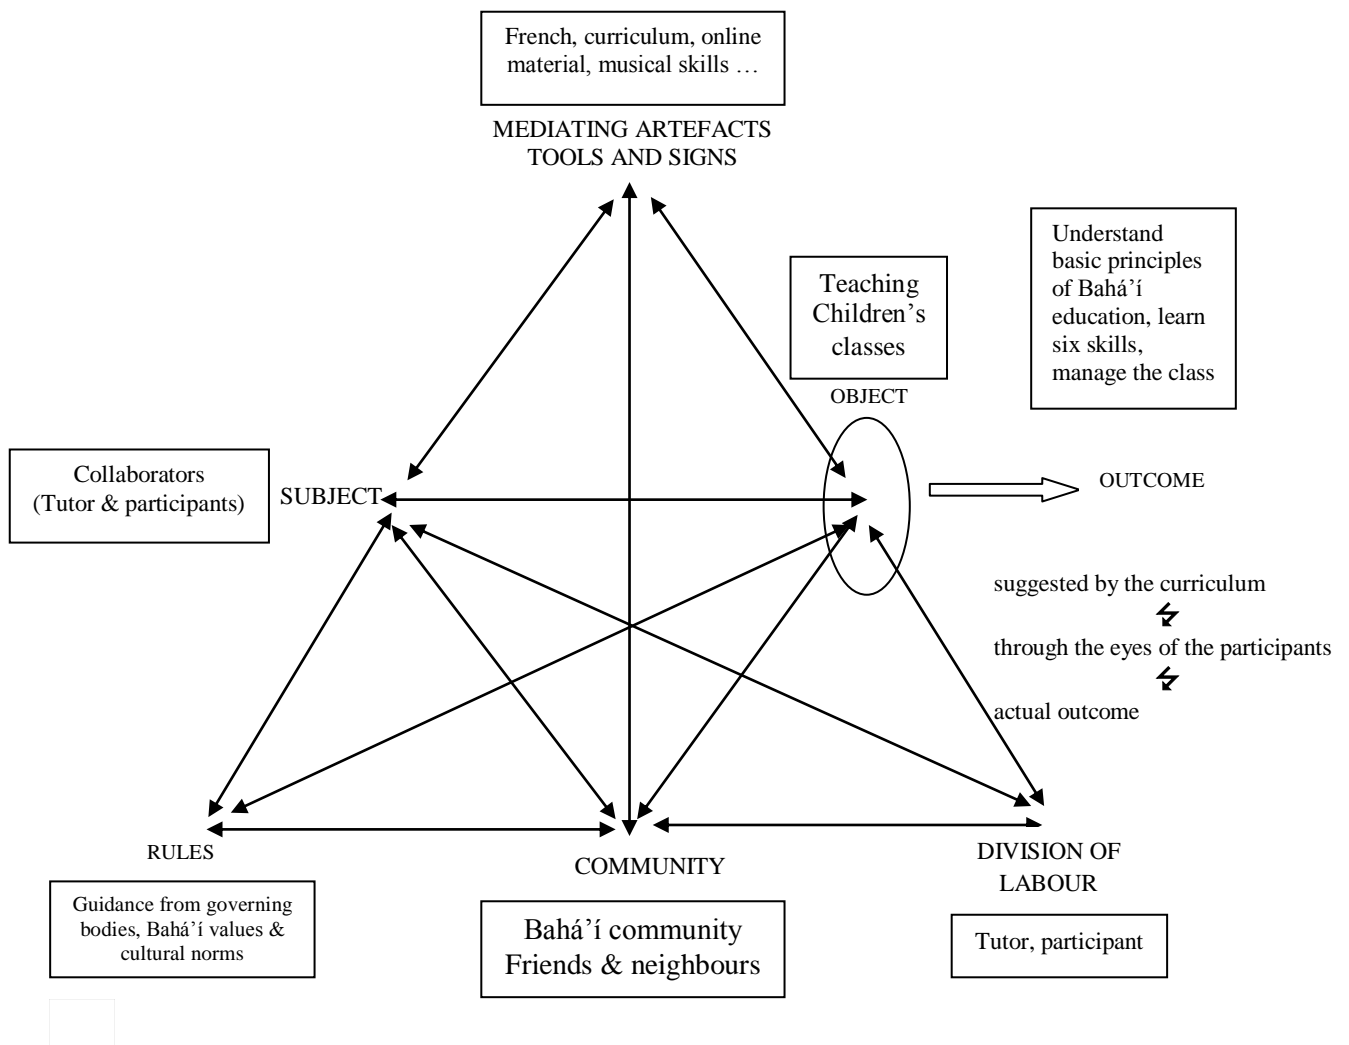 French, curriculum, online
material, musical skills …
MEDIATING ARTEFACTS
TOOLS AND SIGNS
Understand
basic principles
of Bahá’í
education, learn
six skills,
manage the class
Teaching
Children’s
classes
OBJECT
Collaborators
(Tutor & participants)
SUBJECT
OUTCOME
suggested by the curriculum
through the eyes of the participants
actual outcome
RULES
Guidance from governing
bodies, Bahá’í values &
cultural norms
COMMUNITY
Bahá’í community
Friends & neighbours
DIVISION OF
LABOUR
Tutor, participant